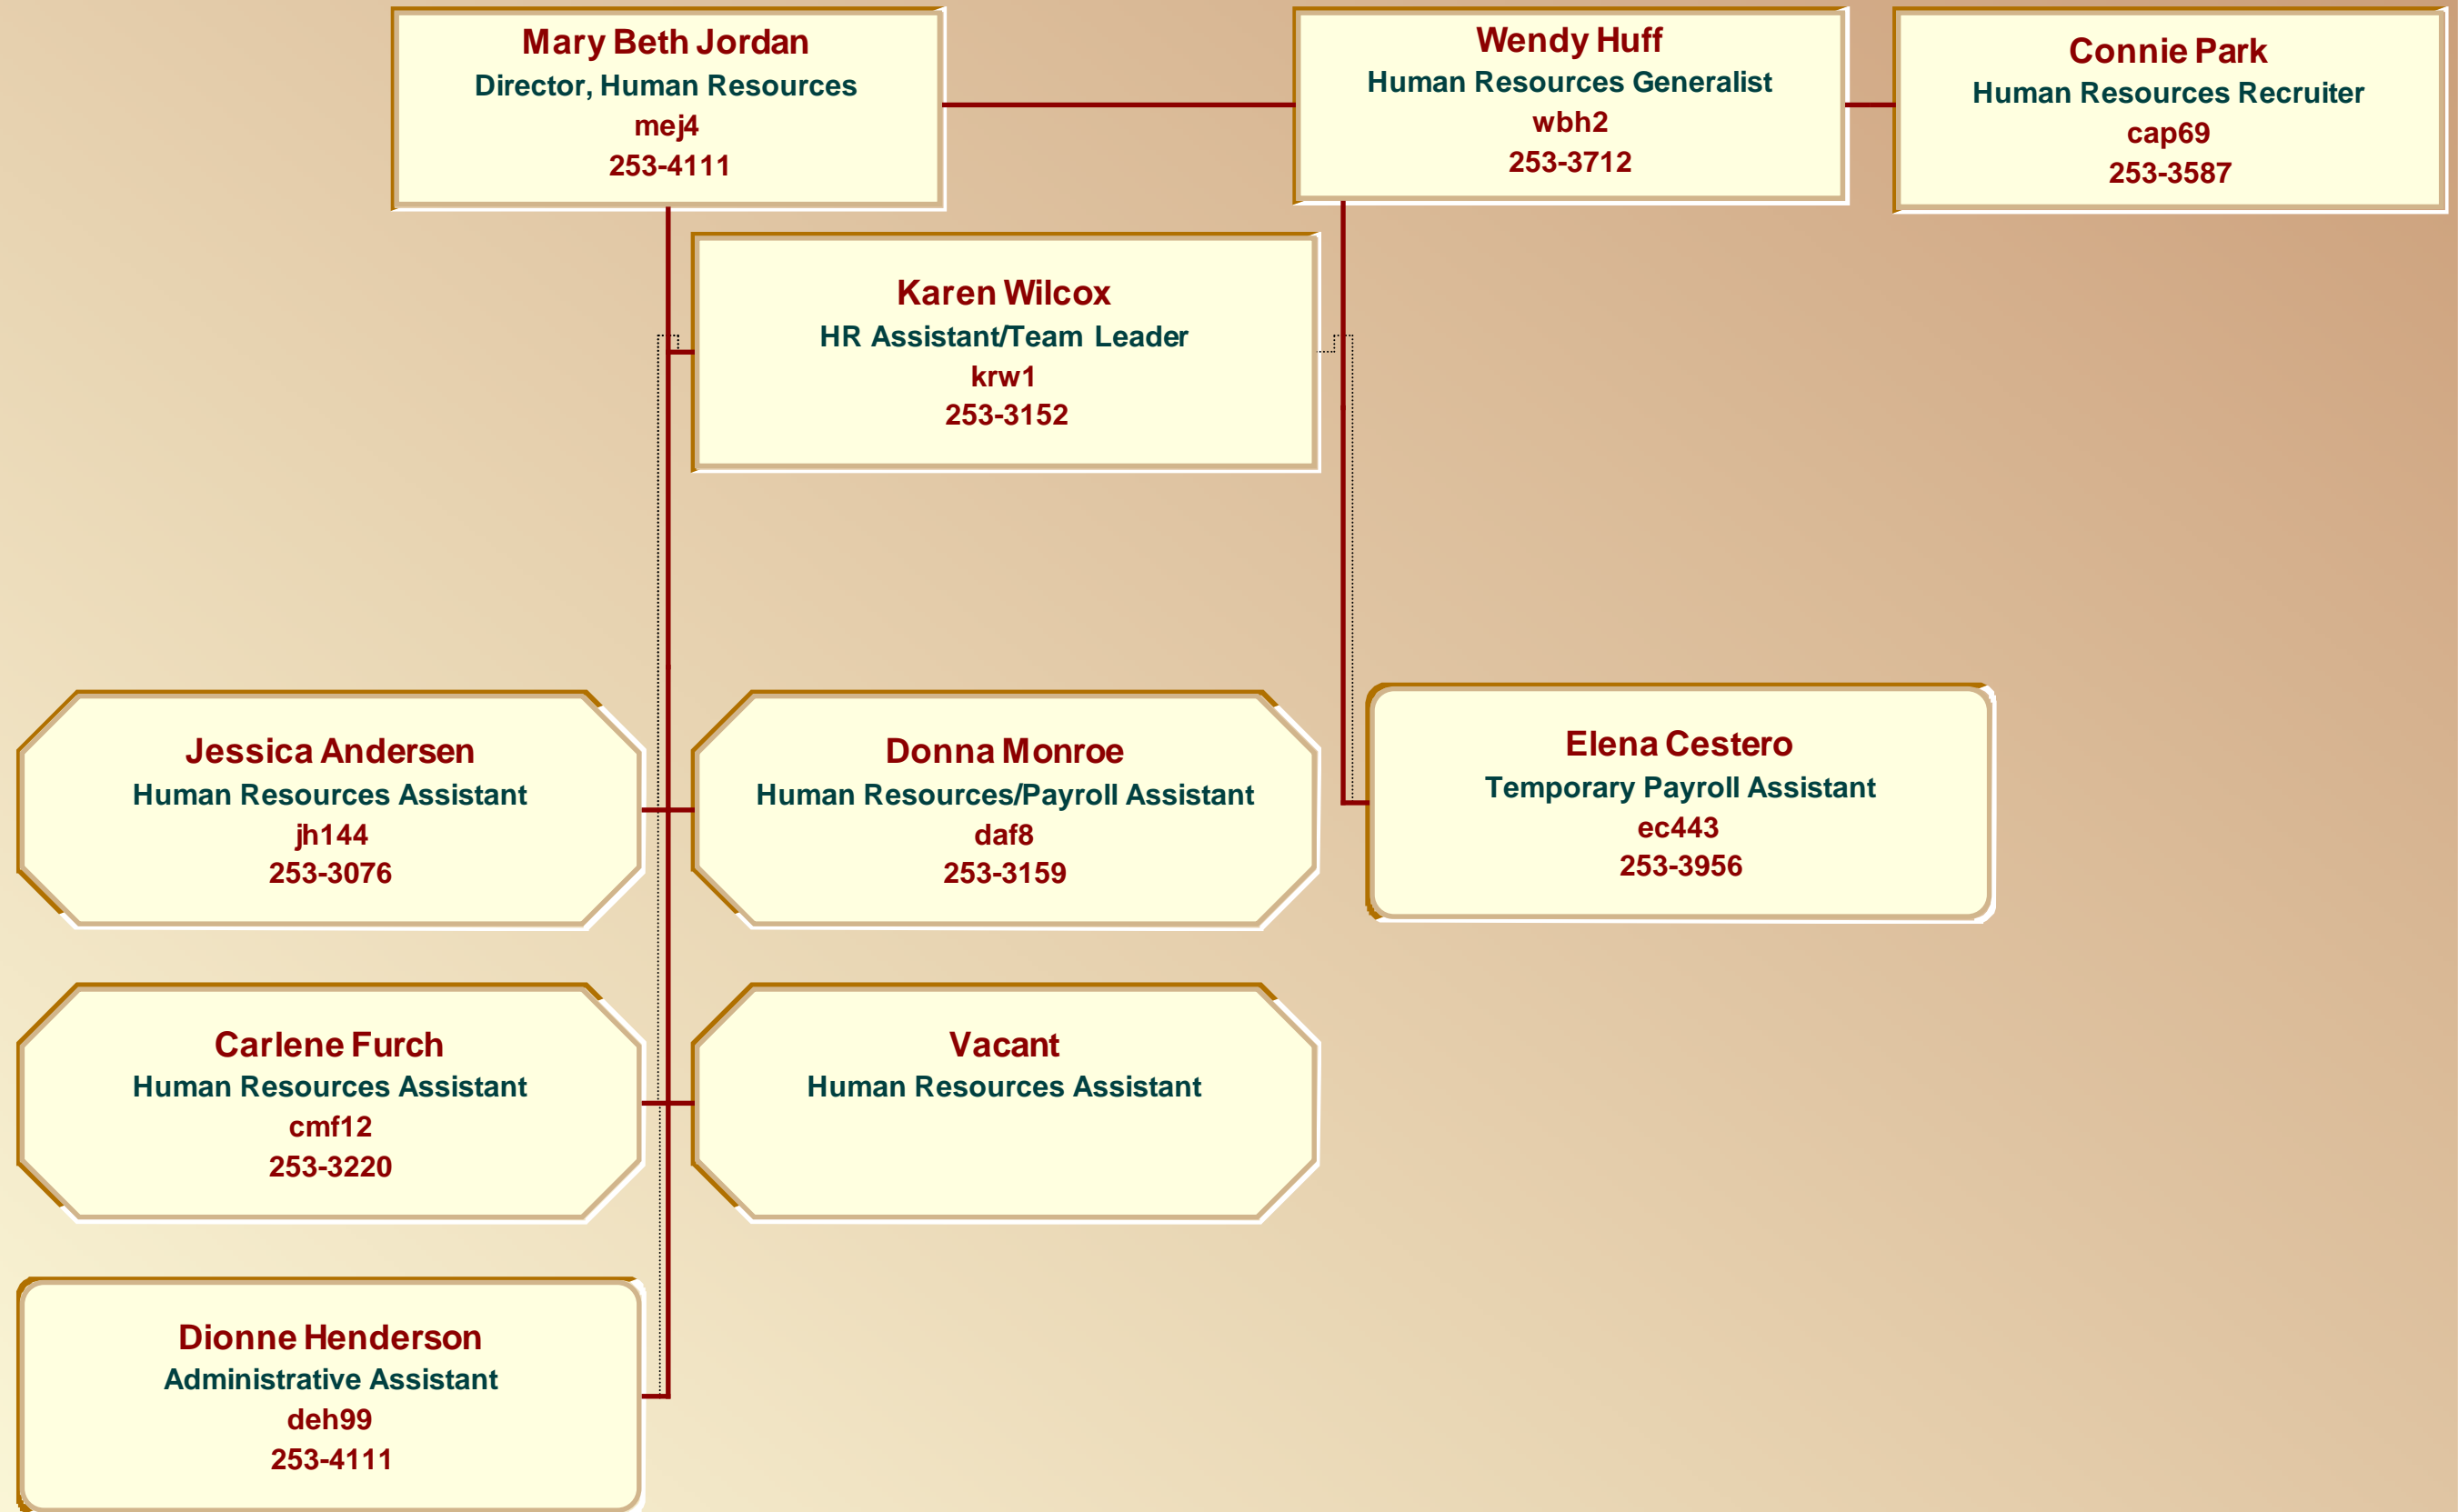 Mary Beth Jordan
Director, Human Resources
mej4
253-4111
Wendy Huff
Human Resources Generalist
wbh2
253-3712
Connie Park
Human Resources Recruiter
cap69
253-3587
Karen Wilcox
HR Assistant/Team Leader
krw1
253-3152
Jessica Andersen
Human Resources Assistant
jh144
253-3076
Donna Monroe
Human Resources/Payroll Assistant
daf8
253-3159
Elena Cestero
Temporary Payroll Assistant
ec443
253-3956
Carlene Furch
Human Resources Assistant
cmf12
253-3220
Vacant
Human Resources Assistant
Dionne Henderson
Administrative Assistant
deh99
253-4111